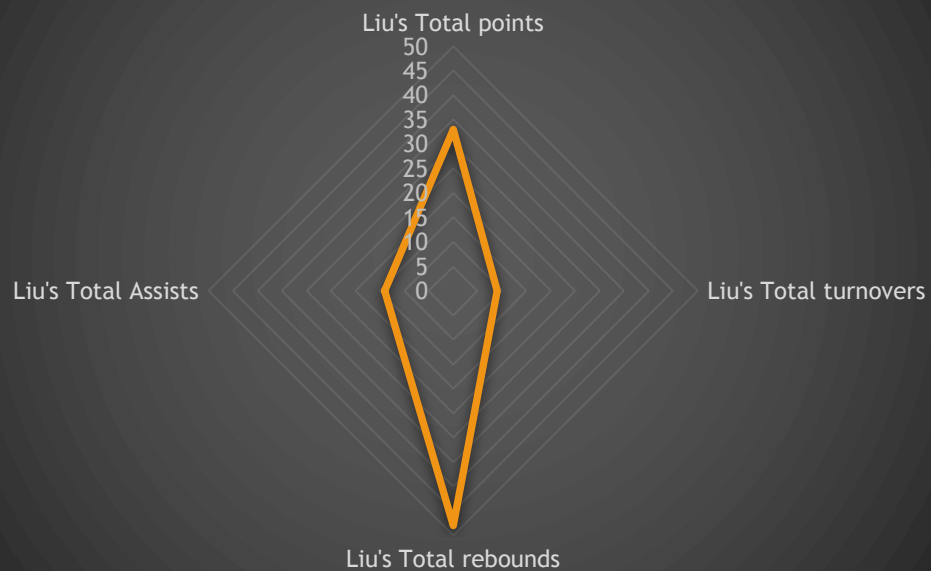 Liu's Total points
50
45
40
35
30
25
20
15
10
5
0
Liu's Total Assists
Liu's Total turnovers
Liu's Total rebounds